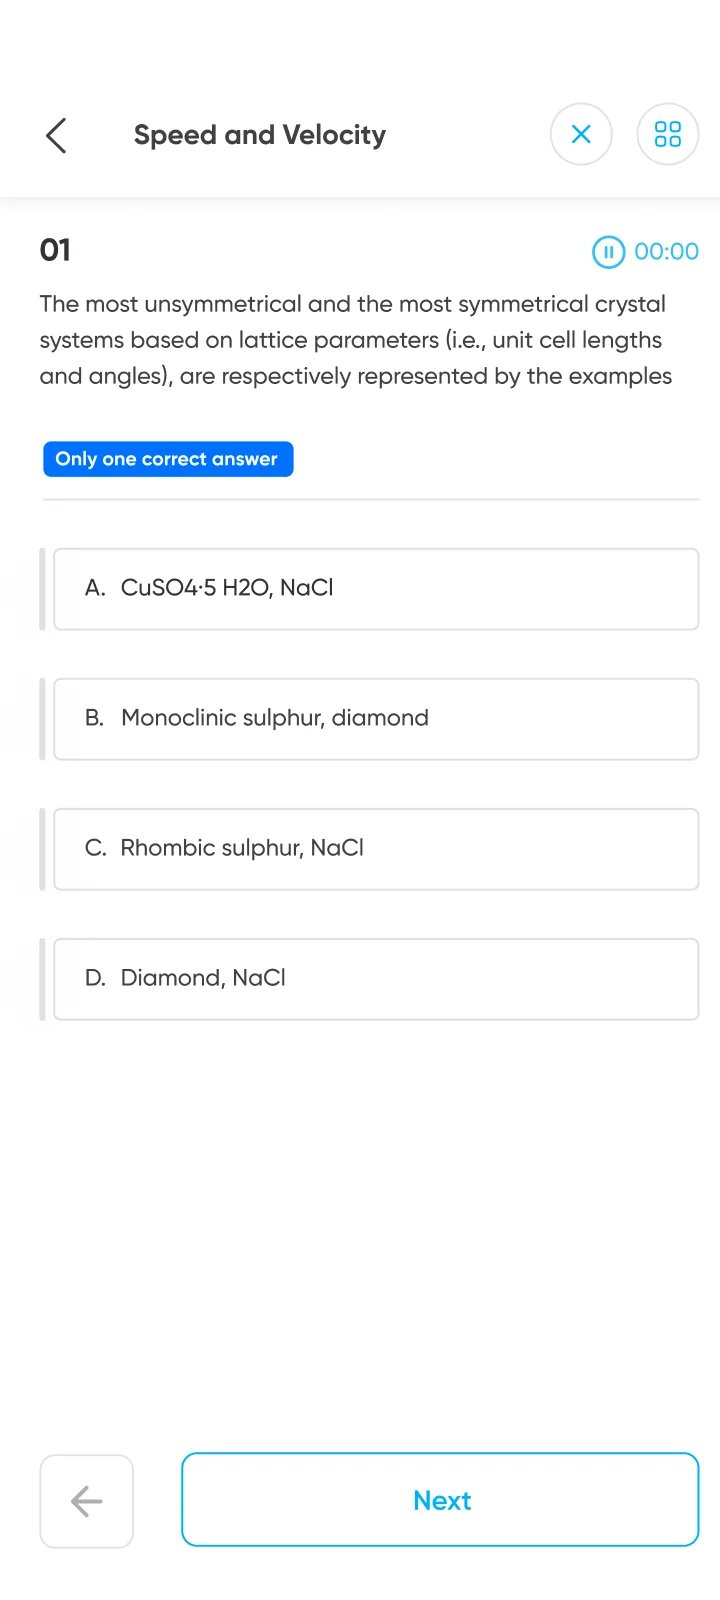 Speed and Velocity
01
00:00
The most unsymmetrical and the most symmetrical crystal
systems based on lattice parameters (i.e., unit cell lengths
and angles), are respectively represented by the examples
Only one correct answer
A. CuSO4·5 H2O, NaCl
B. Monoclinic sulphur, diamond
C. Rhombic sulphur, NaCl
D. Diamond, NaCl
Next